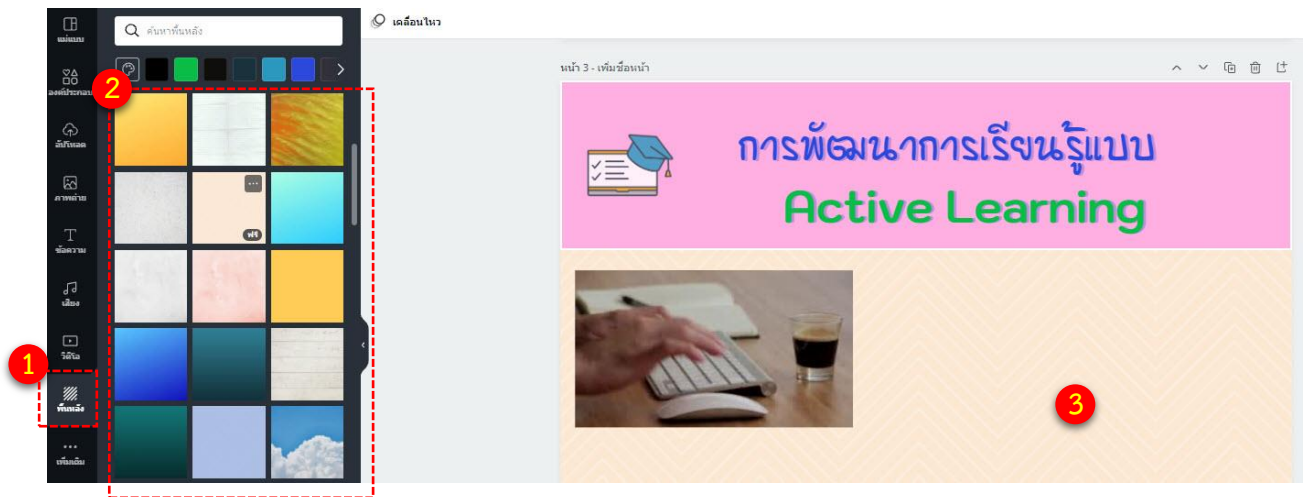 แม่แบบ
องค์ประกอบ
อัปโหลด
ภาพถ่าย
ข้อความ
เสียง
วิดีโอ
1
พื้นหลัง
เพิ่มเติม
ค้นหาพื้นหลัง
2
ฟรี
เคลื่อนไหว
หน้า 3 - เพิ่มชื่อหน้า
การพัฒนาการเรียนรู้แบบ
Active Learning
3